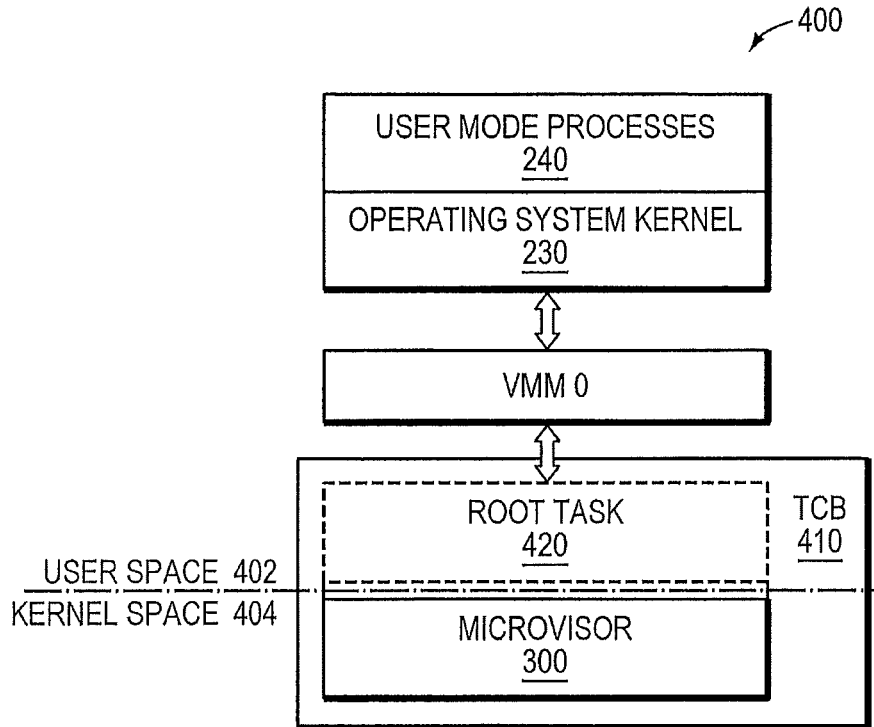 400
USER MODE PROCESSES
240
OPERATING SYSTEM KERNEL
230
VMM 0
ROOT TASK
420
TCB
410
USER SPACE 402
KERNEL SPACE 404
MICROVISOR
300